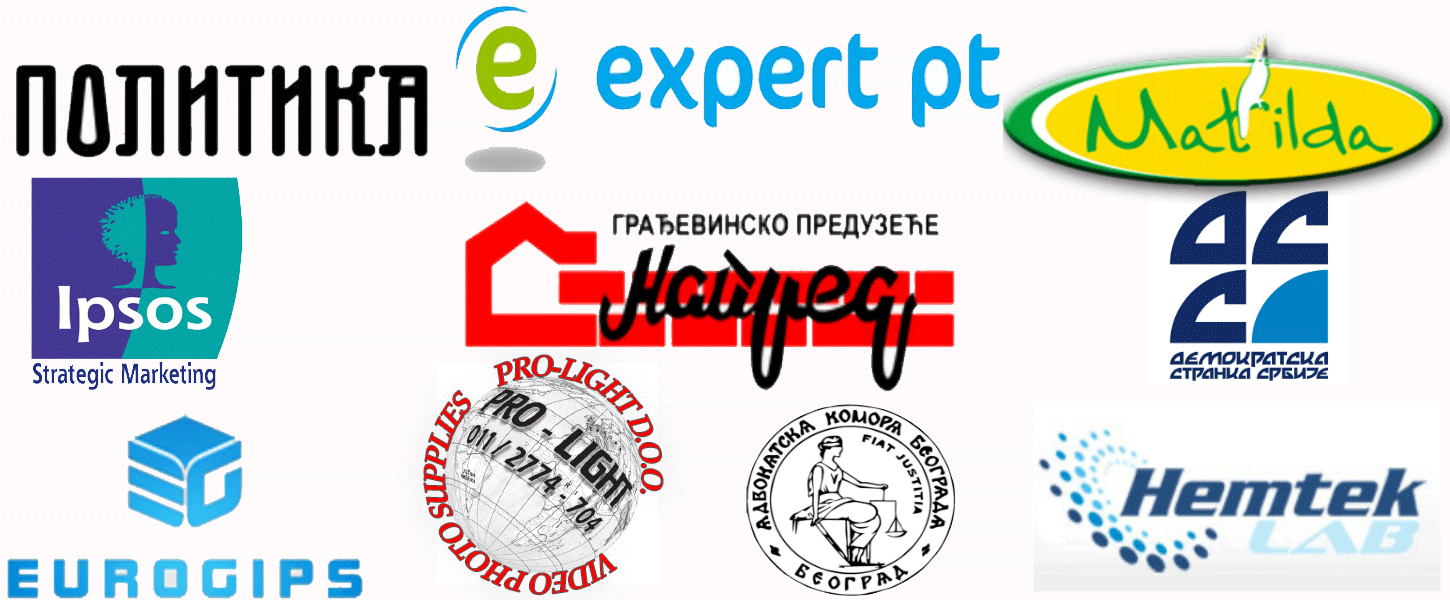 ПОЛИТИКА
e expert pt
Matilda
Ipsos
Strategic Marketing
ГРАЂЕВИНСКО ПРЕДУЗЕЋЕ
Напред
ДС
С
ДЕМОКРАТСКА
СТРАНКА СРБИЈЕ
PRO-LIGHT D.O.O.
VIDEO PHOTO SUPPLIES
PRO - LIGHT
011 / 2774 - 704
АДВОКАТСКА КОМОРА БЕОГРАДА
FIAT JUSTITIA
БЕОГРАД
Hemtek
LAB
EUROGIPS